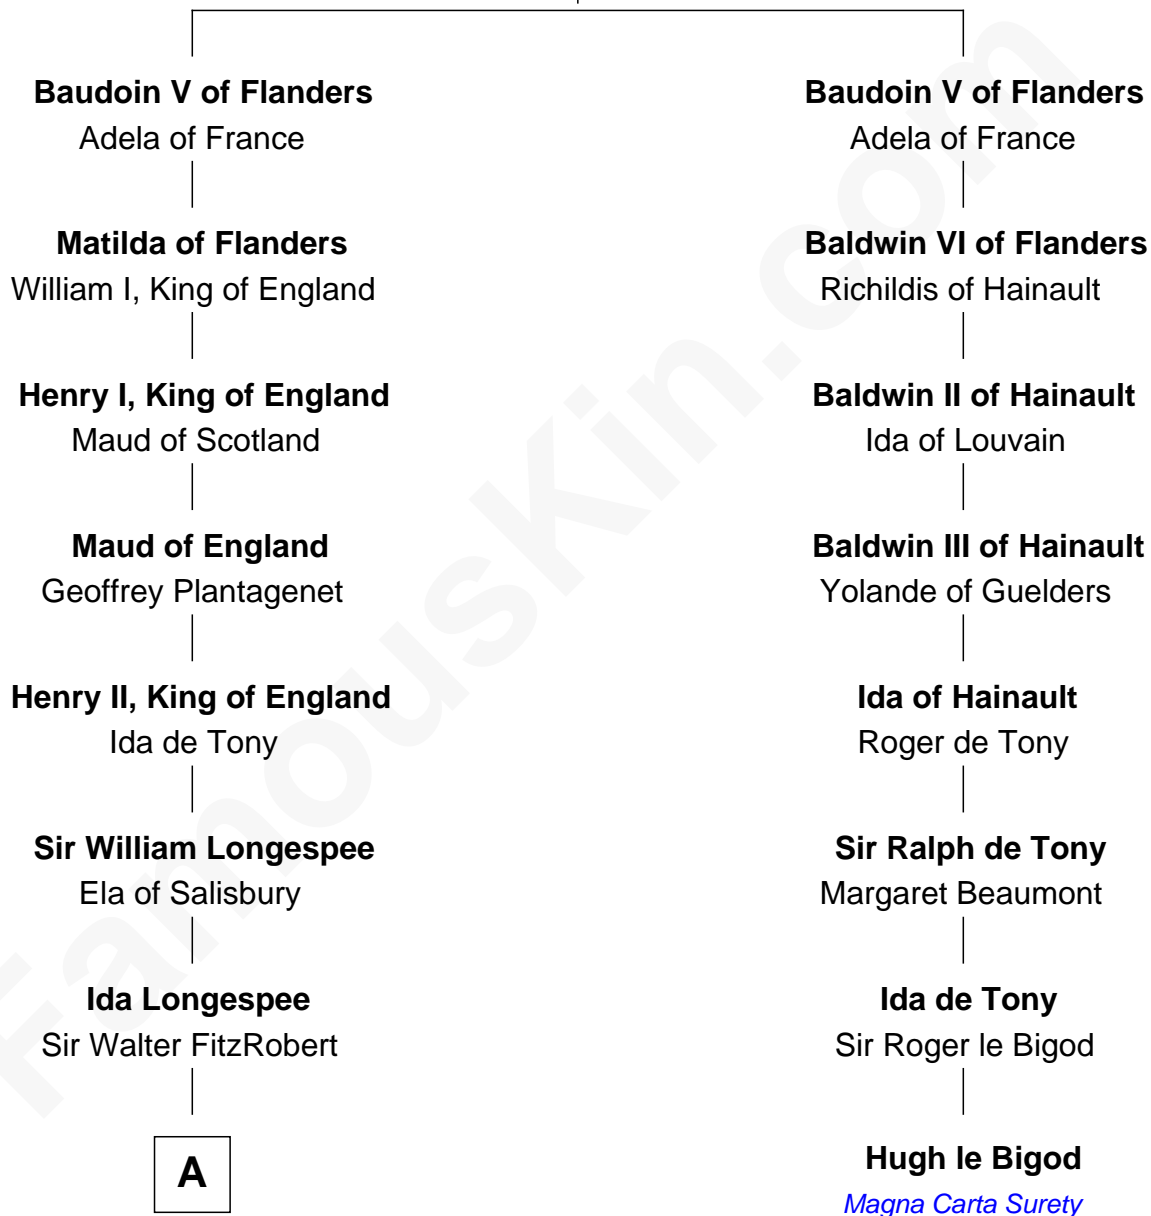 Baudoin V of Flanders
Adela of France
Matilda of Flanders
William I, King of England
Henry I, King of England
Maud of Scotland
Maud of England
Geoffrey Plantagenet
Henry II, King of England
Ida de Tony
Sir William Longespee
Ela of Salisbury
Ida Longespee
Sir Walter FitzRobert
A
Baudoin V of Flanders
Adela of France
Baldwin VI of Flanders
Richildis of Hainault
Baldwin II of Hainault
Ida of Louvain
Baldwin III of Hainault
Yolande of Guelders
Ida of Hainault
Roger de Tony
Sir Ralph de Tony
Margaret Beaumont
Ida de Tony
Sir Roger le Bigod
Hugh le Bigod
Magna Carta Surety
FamousKin.com